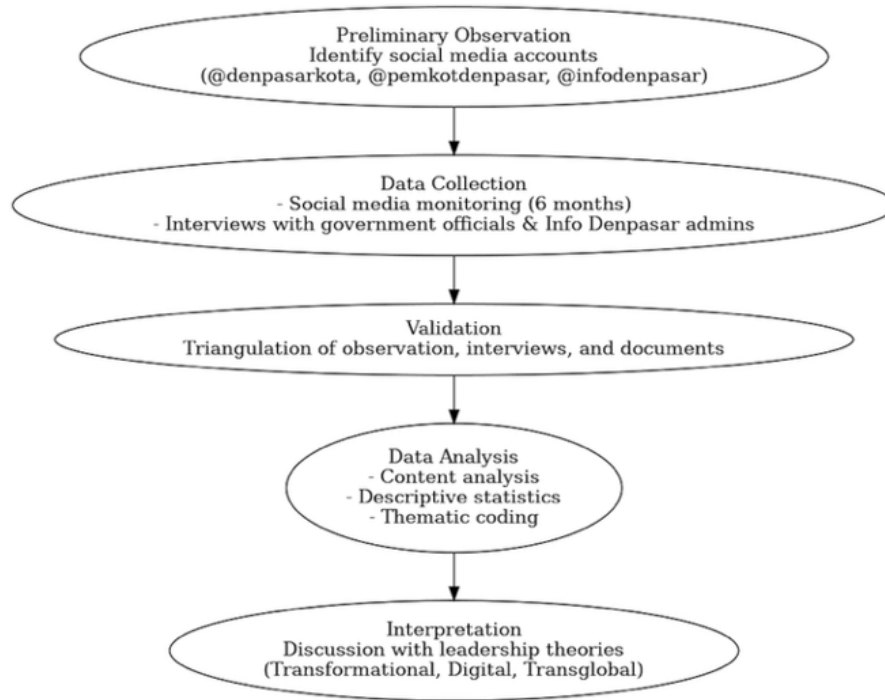 Preliminary Observation
Identify social media accounts
(@denpasarkota, @pemkotdenpasar, @infodenpasar)
Data Collection
- Social media monitoring (6 months)
- Interviews with government officials & Info Denpasar admins
Validation
Triangulation of observation, interviews, and documents
Data Analysis
- Content analysis
- Descriptive statistics
- Thematic coding
Interpretation
Discussion with leadership theories
(Transformational, Digital, Transglobal)